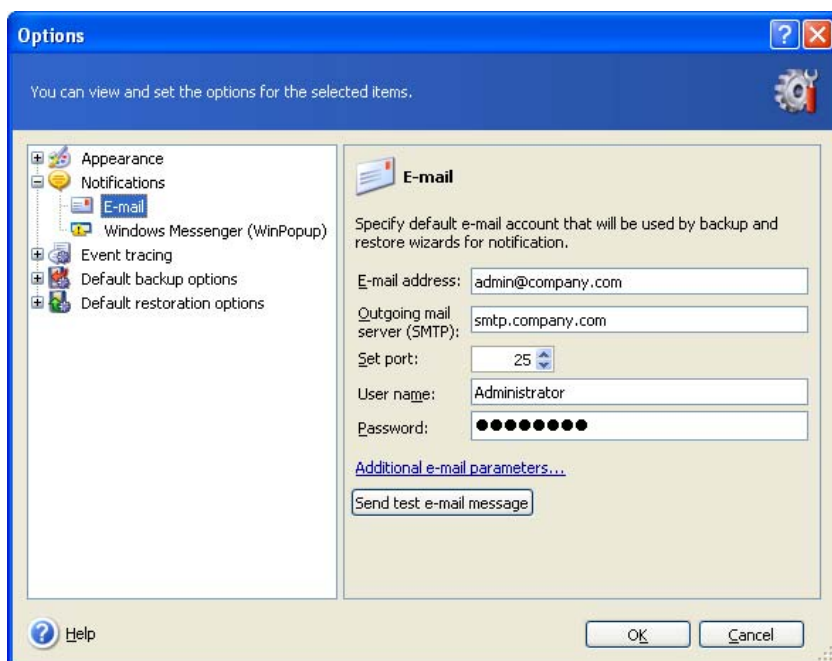 Options
You can view and set the options for the selected items.
Appearance
Notifications
E-mail
Windows Messenger (WinPopup)
Event tracing
Default backup options
Default restoration options
E-mail
Specify default e-mail account that will be used by backup and
restore wizards for notification.
E-mail address: admin@company.com
Outgoing mail
server (SMTP): smtp.company.com
Set port: 25
User name: Administrator
Password: ●●●●●●●●
Additional e-mail parameters...
Send test e-mail message
Help
OK
Cancel